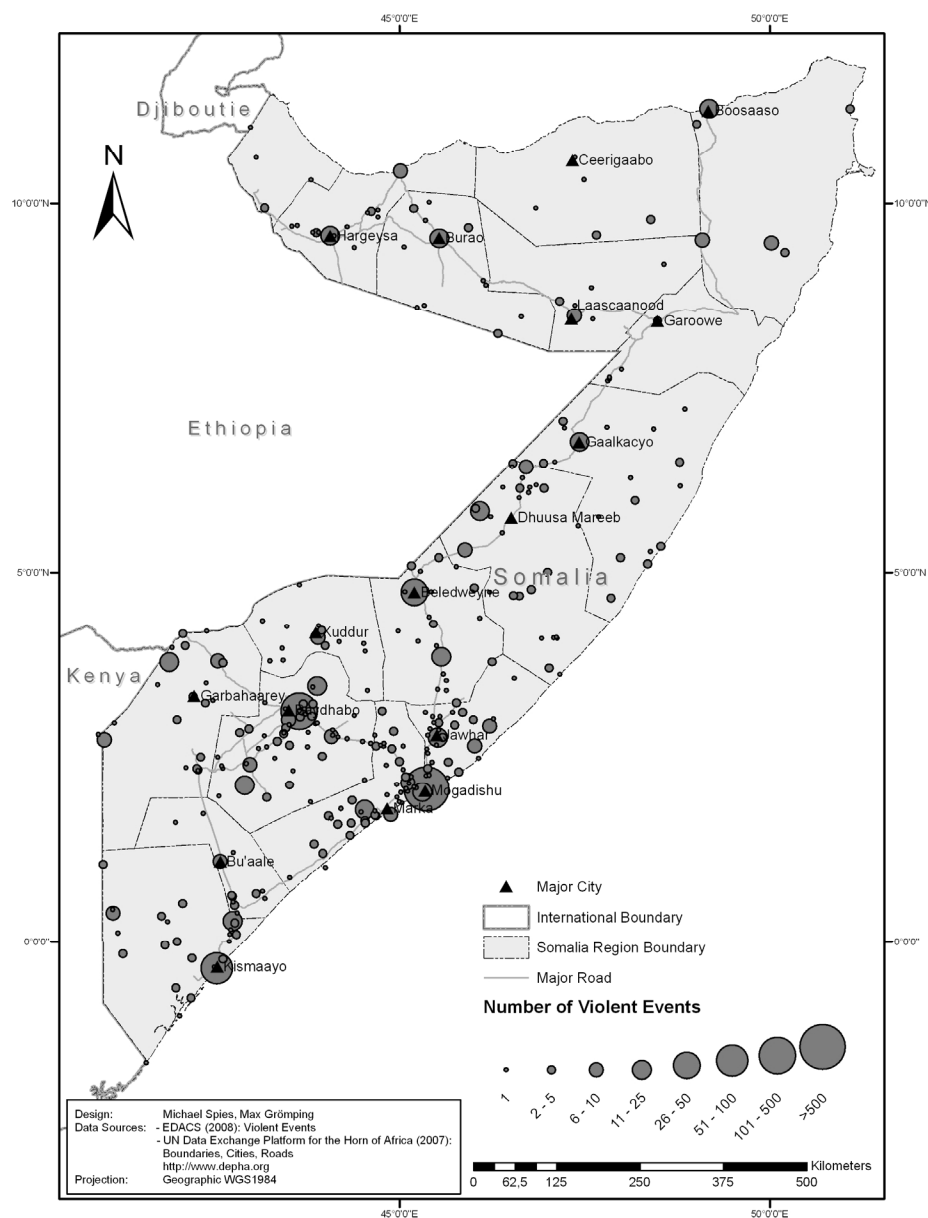 45°0'0"E 50°0'0"E
Djiboutie
Boosaaso
N
Ceerigaabo
10°0'0"N 10°0'0"N
Hargeysa Burao
Laascaanood
Garoowe
Ethiopia
Gaalkacyo
Dhuusa Mareeb
5°0'0"N Somalia 5°0'0"N
Beledweyne
Kuddur
Kenya
Garbahaarey
Baydhabo
Jawhar
Mogadishu
Marka
Bu'aale
Major City
International Boundary
0°0'0" Somalia Region Boundary 0°0'0"
Kismaayo
Major Road
Number of Violent Events
1 2 - 5 6 - 10 11 - 25 26 - 50 51 - 100 101 - 500 >500
Design: Michael Spies, Max Grömping
Data Sources: - EDACS (2008): Violent Events
- UN Data Exchange Platform for the Horn of Africa (2007):
Boundaries, Cities, Roads
http://www.depha.org
Projection: Geographic WGS1984
Kilometers
0 62,5 125 250 375 500
45°0'0"E 50°0'0"E